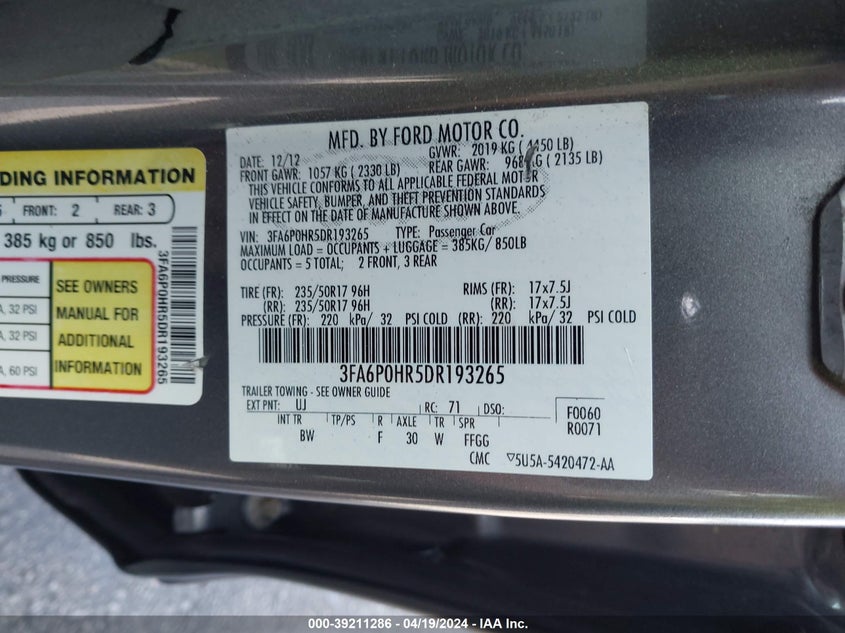 MFD. BY FORD MOTOR CO.
DATE: 12/12 GVWR: 2019 KG ( 4450 LB)
FRONT GAWR: 1057 KG ( 2330 LB) REAR GAWR: 968 KG ( 2135 LB)
THIS VEHICLE CONFORMS TO ALL APPLICABLE FEDERAL MOTOR
VEHICLE SAFETY, BUMPER, AND THEFT PREVENTION STANDARDS
IN EFFECT ON THE DATE OF MANUFACTURE SHOWN ABOVE.
VIN: 3FA6P0HR5DR193265 TYPE: Passenger Car
MAXIMUM LOAD = OCCUPANTS + LUGGAGE = 385KG/ 850LB
OCCUPANTS = 5 TOTAL; 2 FRONT, 3 REAR
TIRE (FR): 235/50R17 96H RIMS (FR): 17x7.5J
(RR): 235/50R17 96H (RR): 17x7.5J
PRESSURE (FR): 220 kPa/ 32 PSI COLD (RR): 220 kPa/ 32 PSI COLD
3FA6P0HR5DR193265
TRAILER TOWING - SEE OWNER GUIDE
EXT PNT: UJ RC: 71 DSO: F0060
R0071
INT TR TP/PS R AXLE TR SPR
BW F 30 W FFGG
CMC ▽5U5A-5420472-AA
DING INFORMATION
FRONT: 2 REAR: 3
385 kg or 850 lbs.
PRESSURE
, 32 PSI
, 32 PSI
, 60 PSI
SEE OWNERS
MANUAL FOR
ADDITIONAL
INFORMATION
3FA6P0HR5DR193265
000-39211286 - 04/19/2024 - IAA Inc.